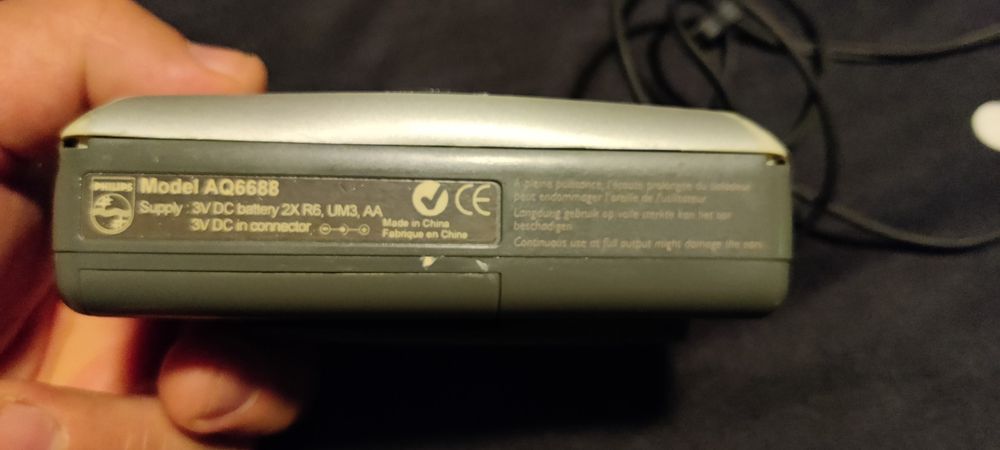 PHILIPS
Model AQ6688
Supply : 3V DC battery 2X R6, UM3, AA
3V DC in connector
CE
Made in China
Fabrique en China
A pleine puissance, l'écoute prolongée du baladeur
peut endommager l'oreille de l'utilisateur
Langdurig gebruik op volle sterkte kan het oor
beschadigen
Continuous use at full output might damage the ears